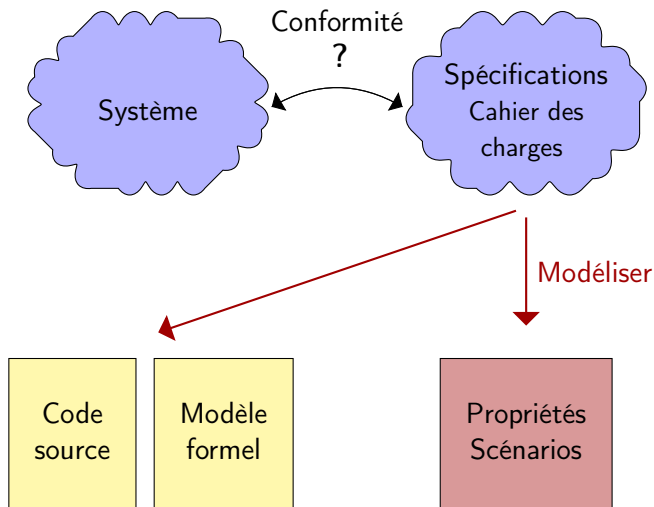 Conformité
?
Système
Spécifications
Cahier des
charges
Modéliser
Code
source
Modèle
formel
Propriétés
Scénarios